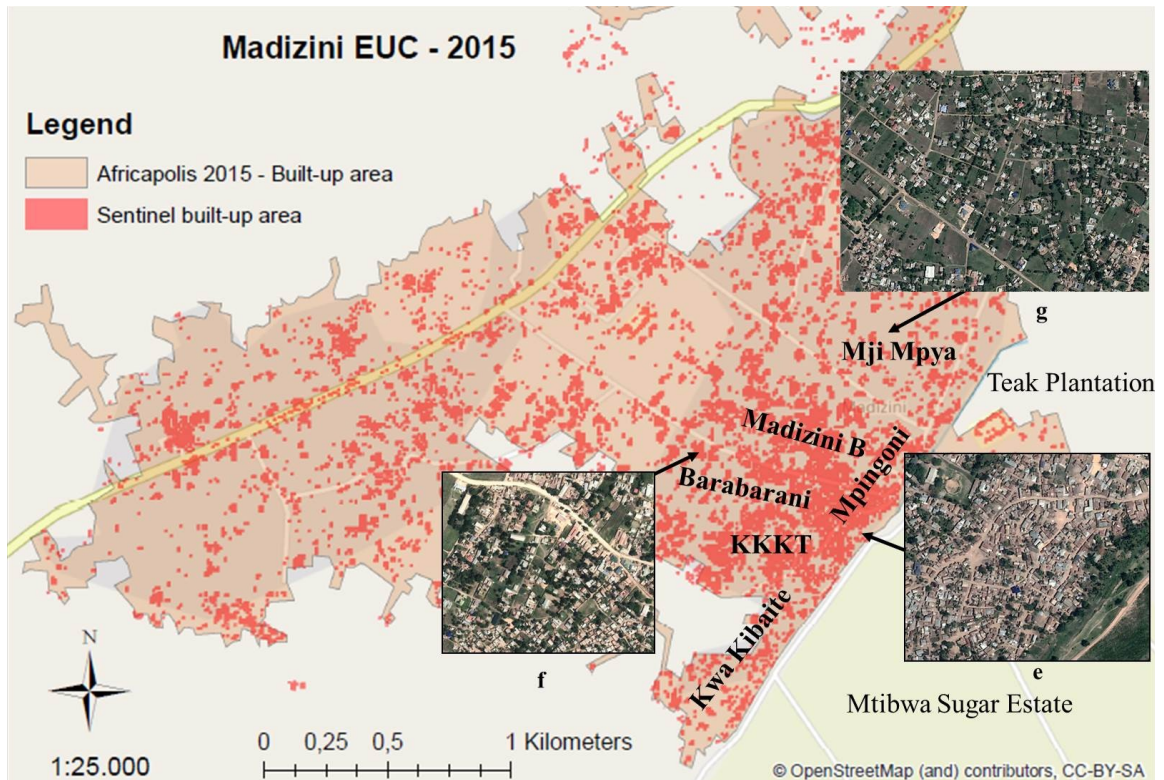 Madizini EUC - 2015
Legend
Africapolis 2015 - Built-up area
Sentinel built-up area
g
Mji Mpya
Teak Plantation
Madizini
Madizini B
Mpingoni
Barabarani
KKKT
Kwa Kibaite
f
e
Mtibwa Sugar Estate
N
0 0,25 0,5 1 Kilometers
1:25.000
© OpenStreetMap (and) contributors, CC-BY-SA